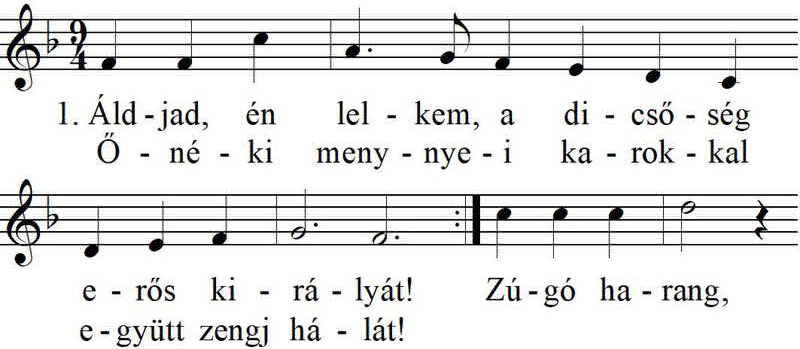 9
4
1. Áld - jad, én lel - kem, a di - cső - ség
Ő - né - ki meny - nye - i ka - rok - kal
e - rős ki - rá - lyát! Zú - gó ha - rang,
e - gyütt zengj há - lát!